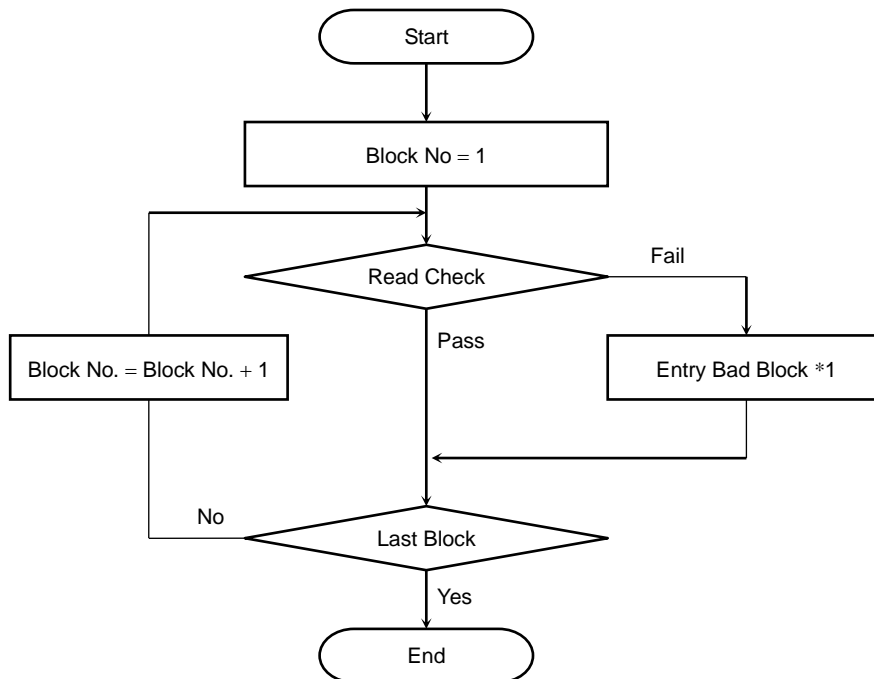 Start
Block No = 1
Read Check
Fail
Pass
Block No. = Block No. + 1
Entry Bad Block *1
No
Last Block
Yes
End